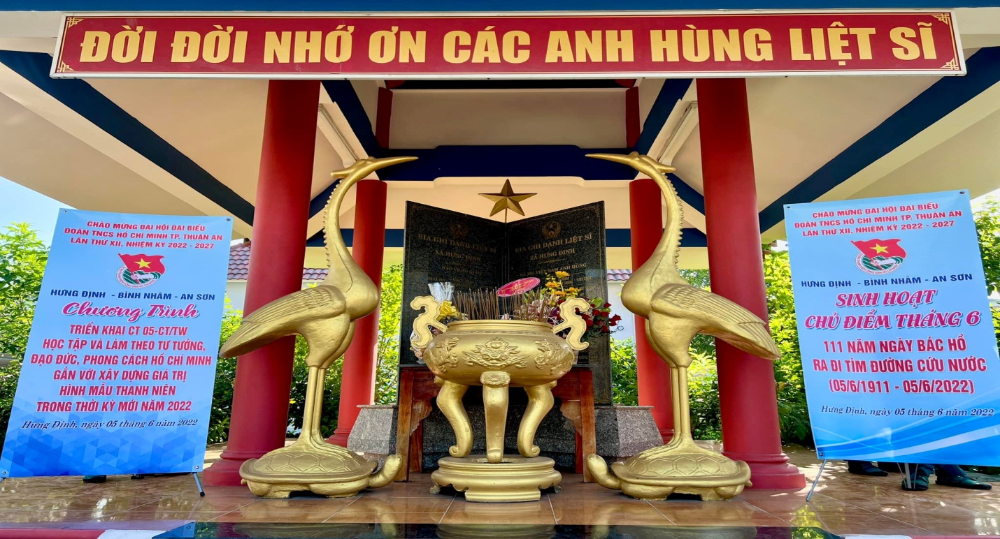 ĐỜI ĐỜI NHỚ ƠN CÁC ANH HÙNG LIỆT SĨ
CHÀO MỪNG ĐẠI HỘI ĐẠI BIỂU
ĐOÀN TNCS HỒ CHÍ MINH TP. THUẬN AN
LẦN THỨ XII, NHIỆM KỲ 2022 - 2027
HƯNG ĐỊNH - BÌNH NHÂM - AN SƠN
Chương Trình
TRIỂN KHAI CT 05-CT/TW
HỌC TẬP VÀ LÀM THEO TƯ TƯỞNG,
ĐẠO ĐỨC, PHONG CÁCH HỒ CHÍ MINH
GẮN VỚI XÂY DỰNG GIÁ TRỊ
HÌNH MẪU THANH NIÊN
TRONG THỜI KỲ MỚI NĂM 2022
Hưng Định, ngày 05 tháng 6 năm 2022
BIA GHI DANH LIỆT SĨ
XÃ HƯNG ĐỊNH
BIA GHI DANH LIỆT SĨ
XÃ HƯNG ĐỊNH
VIỆT NAM ANH HÙNG
CHÀO MỪNG ĐẠI HỘI ĐẠI BIỂU
ĐOÀN TNCS HỒ CHÍ MINH TP. THUẬN AN
LẦN THỨ XII, NHIỆM KỲ 2022 - 2027
HƯNG ĐỊNH - BÌNH NHÂM - AN SƠN
SINH HOẠT
CHỦ ĐIỂM THÁNG 6
111 NĂM NGÀY BÁC HỒ
RA ĐI TÌM ĐƯỜNG CỨU NƯỚC
(05/6/1911 - 05/6/2022)
Hưng Định, ngày 05 tháng 6 năm 2022